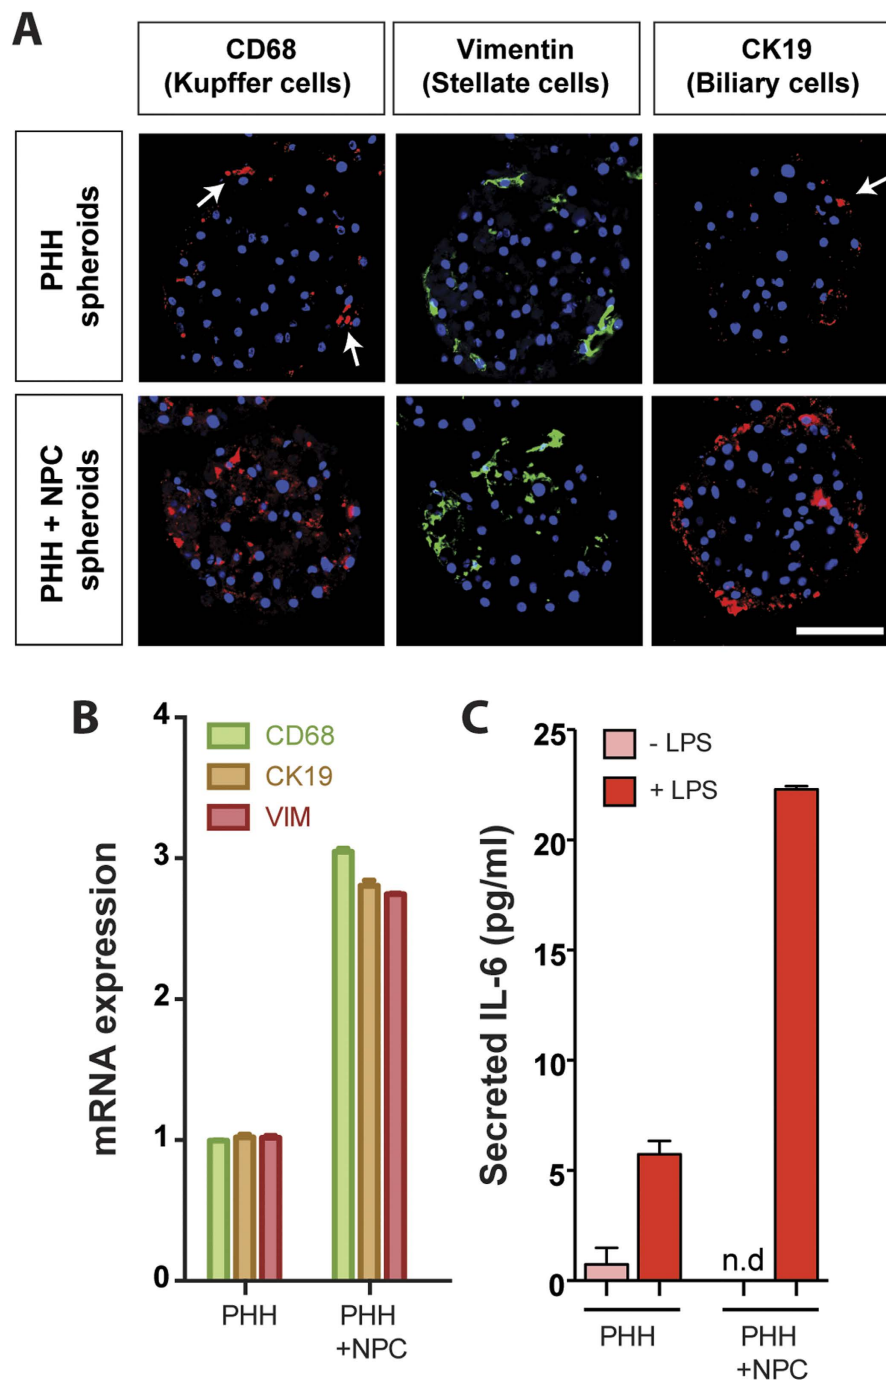 A
CD68
(Kupffer cells)
Vimentin
(Stellate cells)
CK19
(Biliary cells)
PHH
spheroids
PHH + NPC
spheroids
B
mRNA expression
4
3
2
1
0
CD68
CK19
VIM
PHH
PHH
+NPC
C
Secreted IL-6 (pg/ml)
25
20
15
10
5
0
- LPS
+ LPS
n.d
PHH
PHH
+NPC